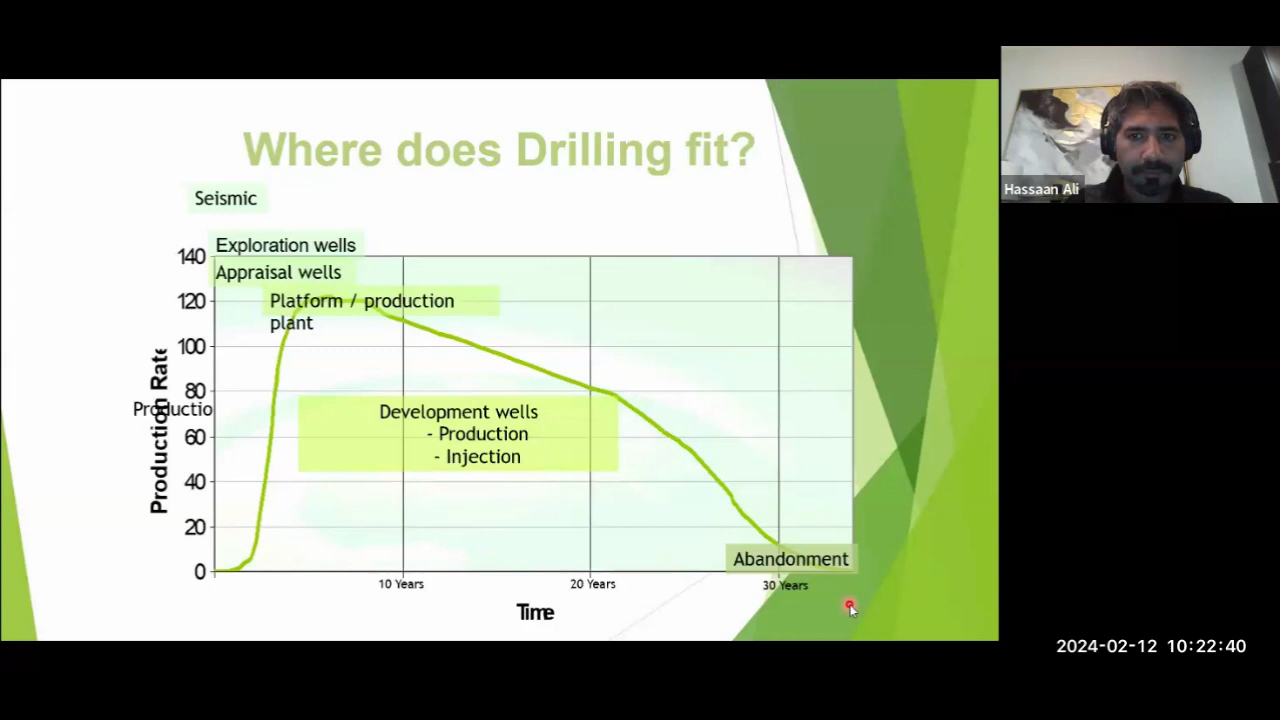 Where does Drilling fit?
Hassaan Ali
Seismic
Exploration wells
140
Appraisal wells
120
Platform / production
plant
100
80
Productio
Development wells
60
- Production
- Injection
40
20
0
Production Rate
Abandonment
10 Years
20 Years
30 Years
Time
2024-02-12 10:22:40